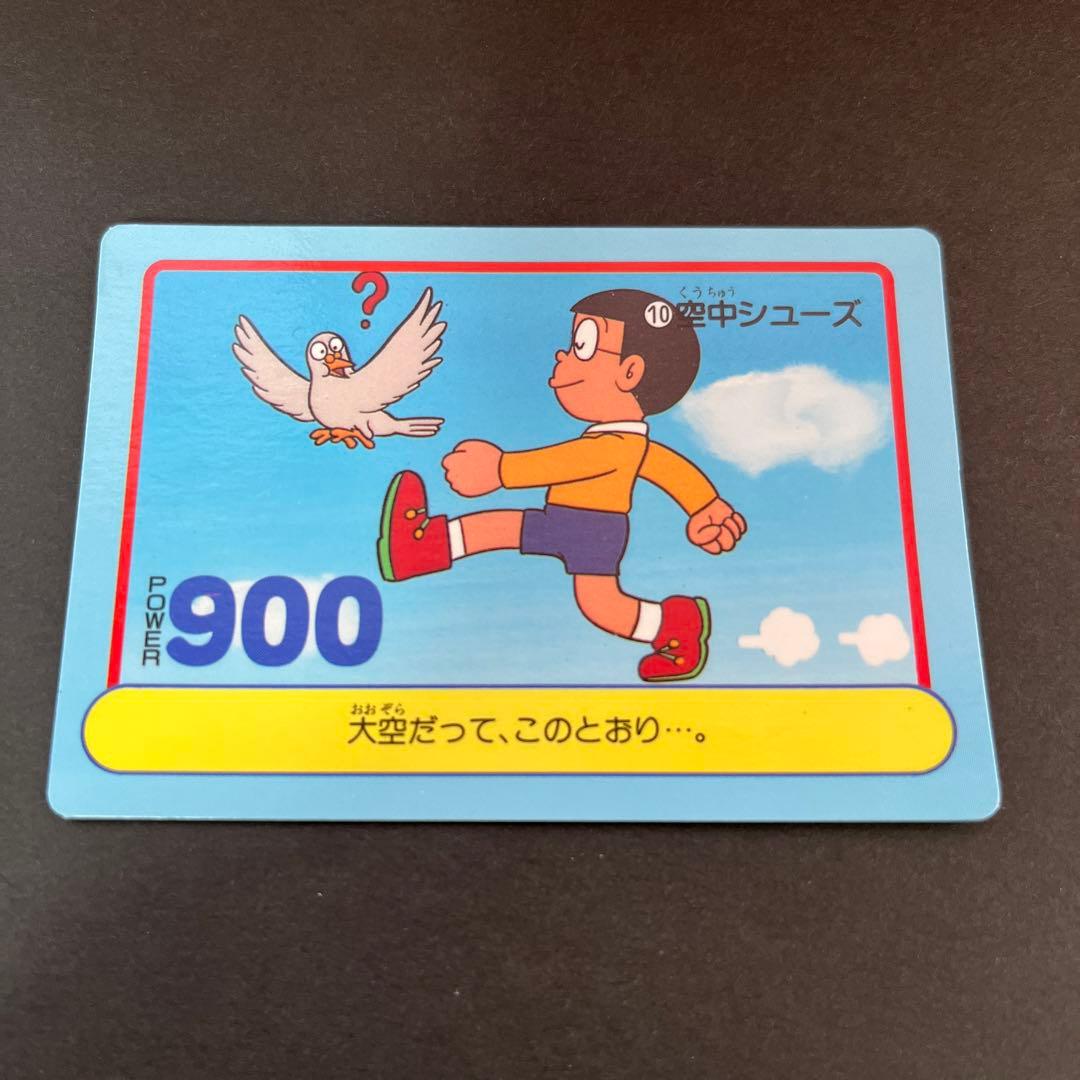 ?
くうちゅう
⑩空中シューズ
POWER
900
おおぞら
大空だって、このとおり…。